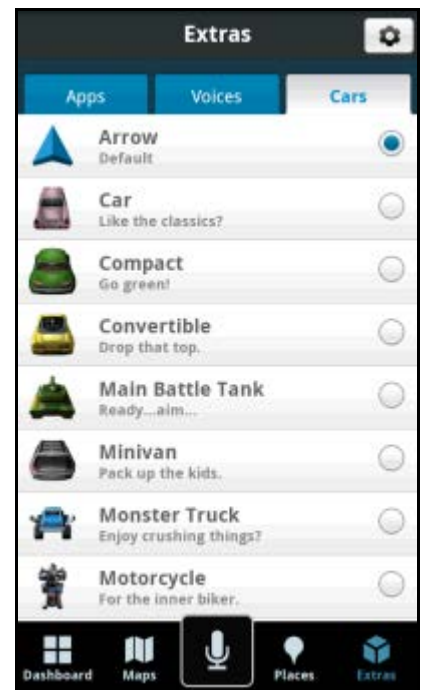 Extras
Apps Voices Cars
Arrow
Default
Car
Like the classics?
Compact
Go green!
Convertible
Drop that top.
Main Battle Tank
Ready...aim...
Minivan
Pack up the kids.
Monster Truck
Enjoy crushing things?
Motorcycle
For the inner biker.
Dashboard Maps Places Extras